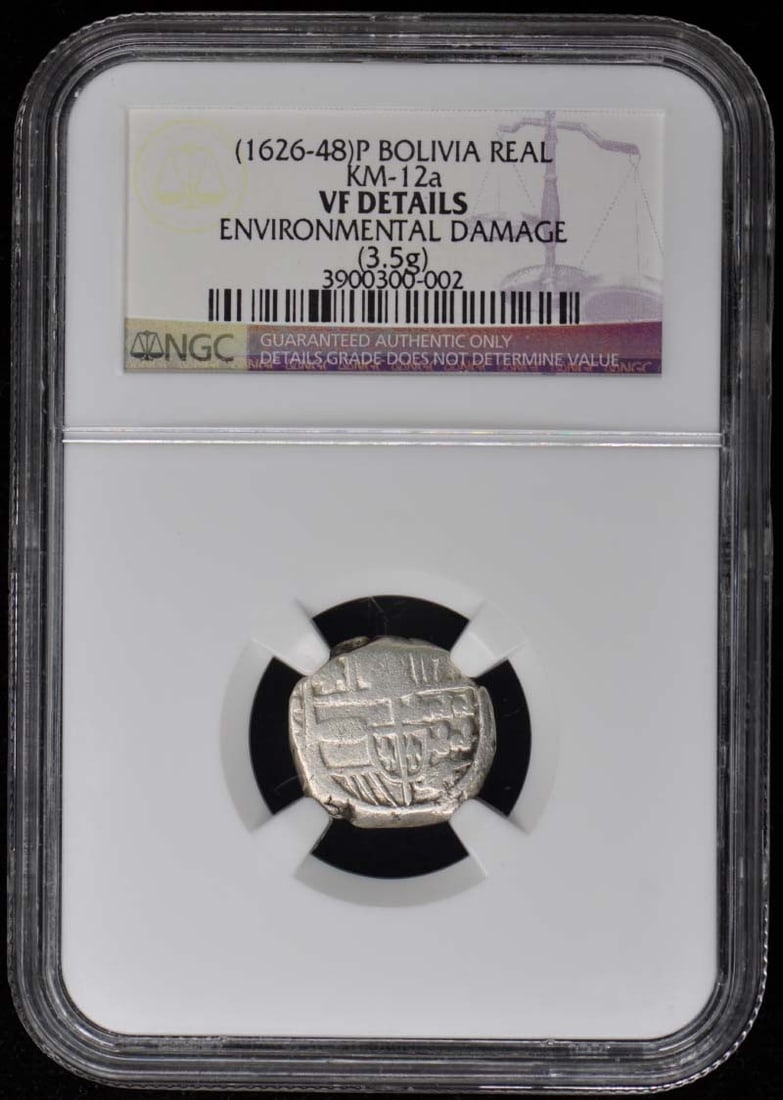 (1626-48)P BOLIVIA REAL
KM-12a
VF DETAILS
ENVIRONMENTAL DAMAGE
(3.5g)
3900300-002
NGC GUARANTEED AUTHENTIC ONLY
DETAILS GRADE DOES NOT DETERMINE VALUE